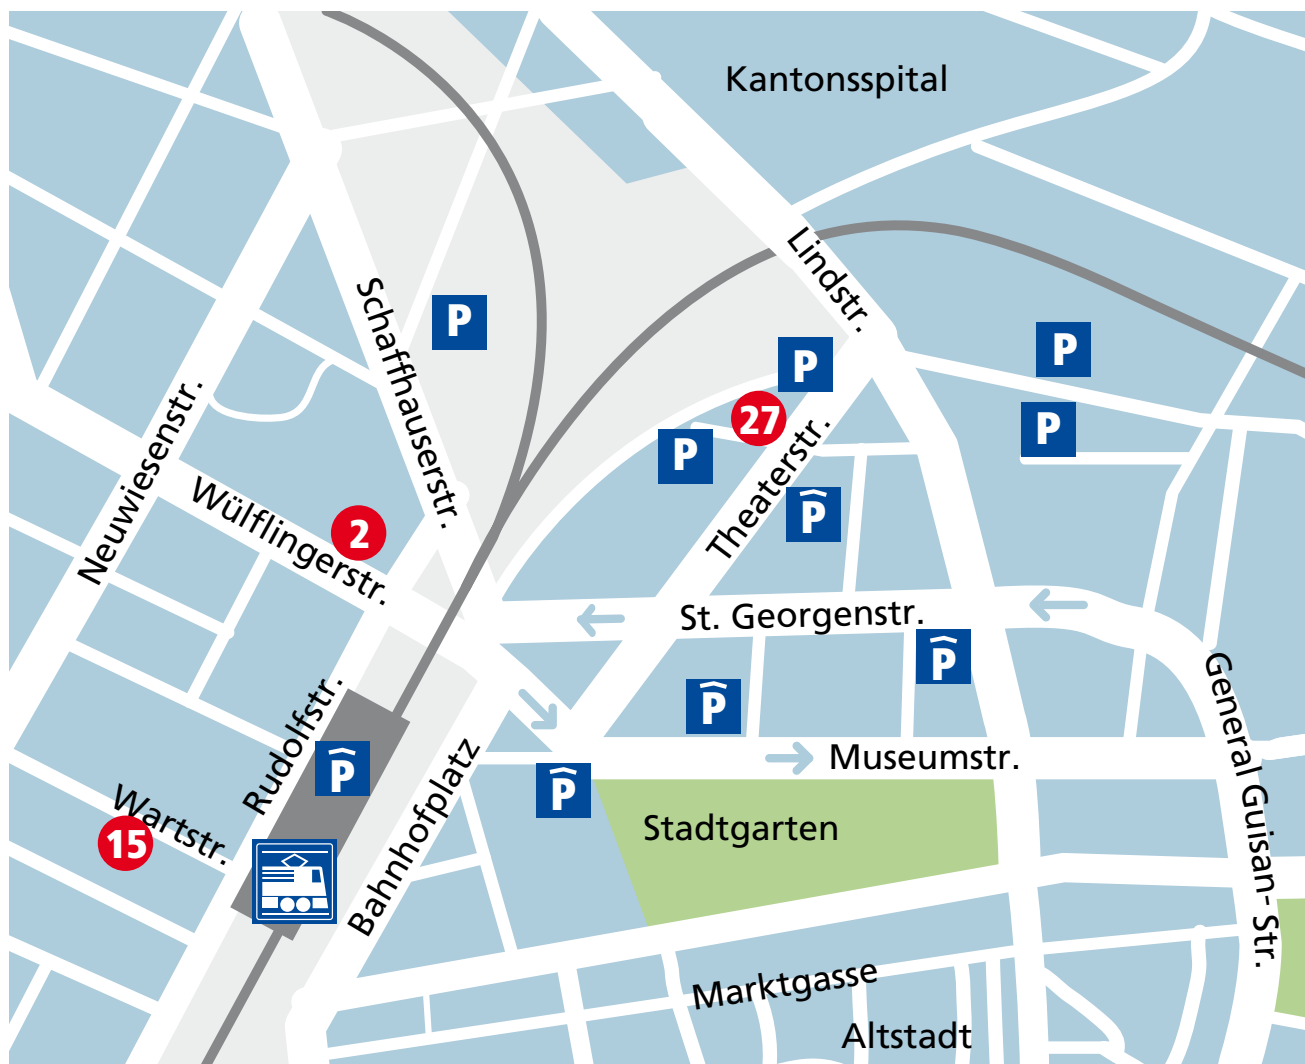 Kantonsspital
Lindstr.
Schaffhauserstr.
P
P
P
27
P
P
Neuwiesenstr.
Theaterstr.
P
Wülflingerstr.
2
St. Georgenstr.
P
P
General Guisan-Str.
Rudolfstr.
P
Bahnhofplatz
Museumstr.
P
Wartstr.
15
Stadtgarten
Marktgasse
Altstadt